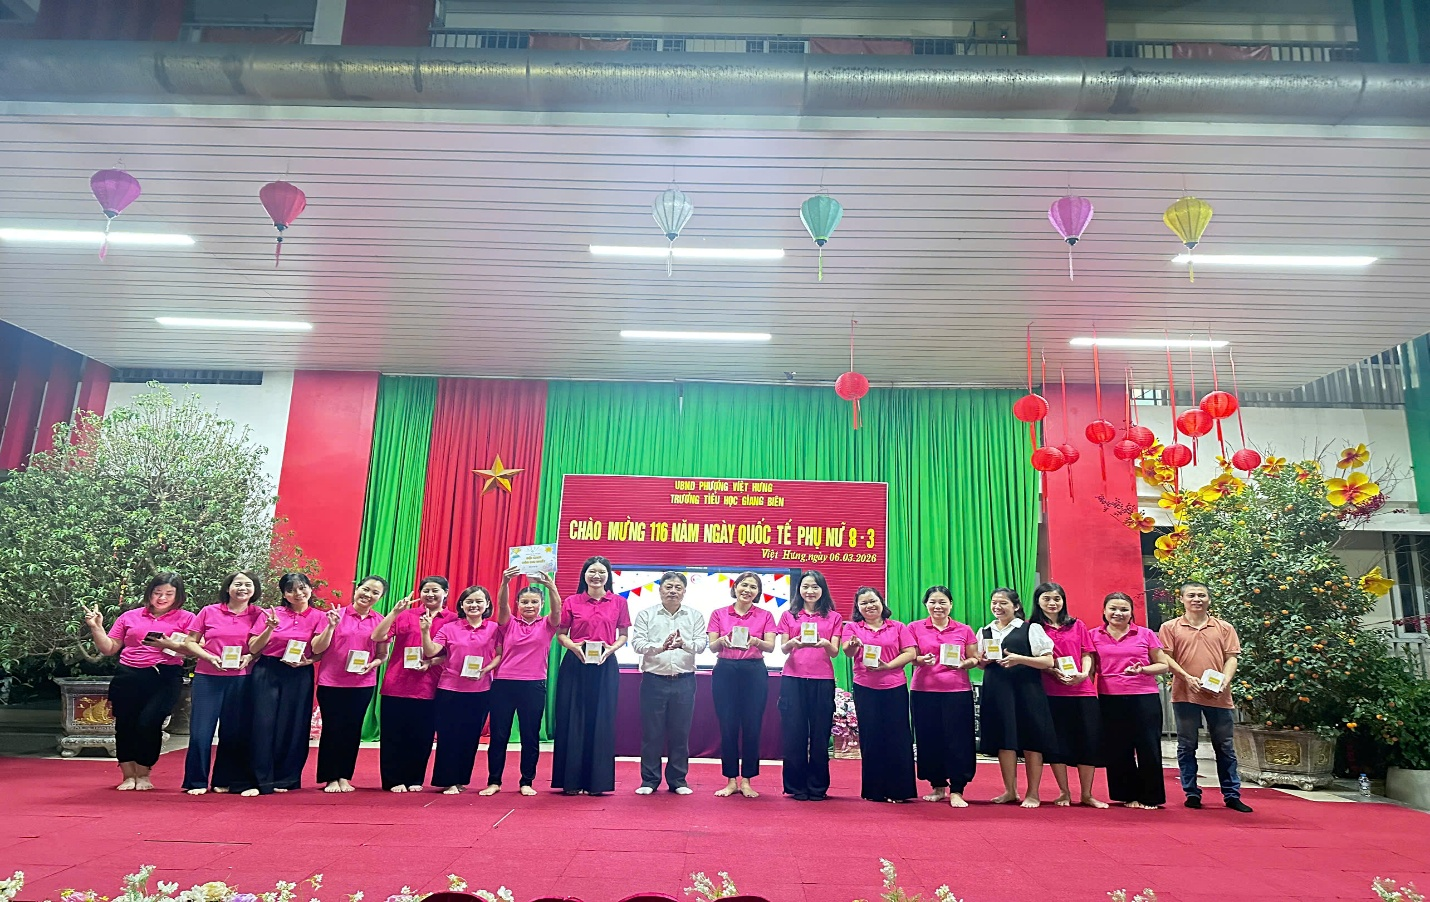 UBND PHƯỜNG VIỆT HƯNG
TRƯỜNG TIỂU HỌC GIANG BIÊN
CHÀO MỪNG 116 NĂM NGÀY QUỐC TẾ PHỤ NỮ 8 - 3
Việt Hưng, ngày 06.03.2026